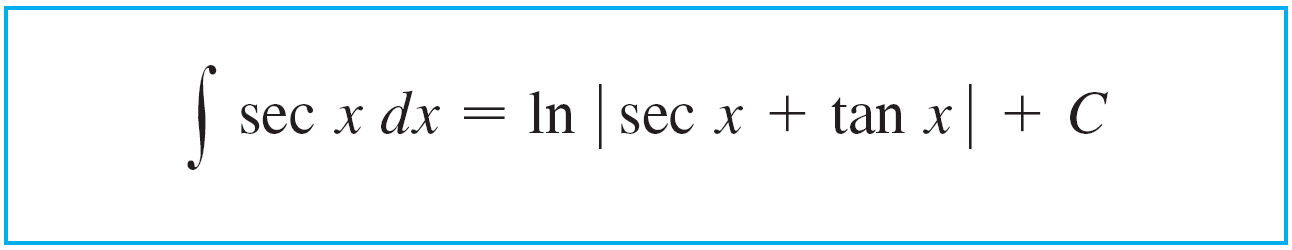 ∫ sec x dx = ln | sec x + tan x | + C